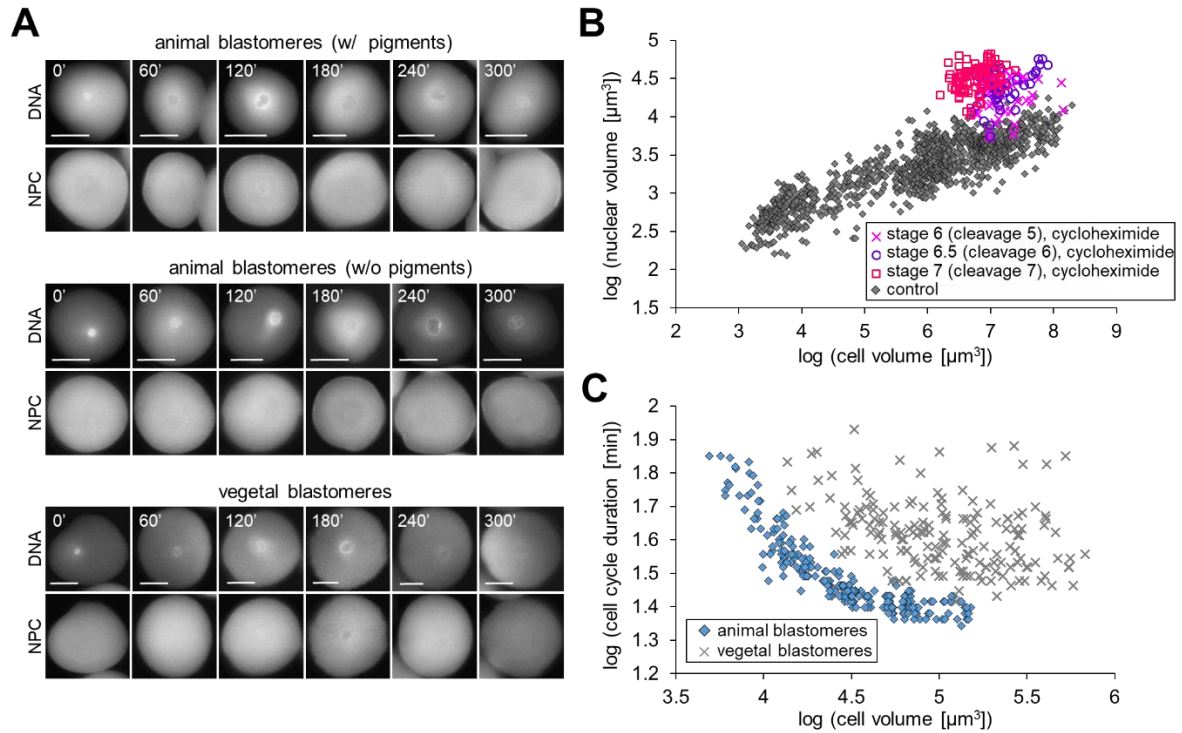 A
animal blastomeres (w/ pigments)
DNA
0' 60' 120' 180' 240' 300'
NPC
animal blastomeres (w/o pigments)
DNA
0' 60' 120' 180' 240' 300'
NPC
vegetal blastomeres
DNA
0' 60' 120' 180' 240' 300'
NPC
B
log (nuclear volume [µm³])
5
4.5
4
3.5
3
2.5
2
1.5
stage 6 (cleavage 5), cycloheximide
stage 6.5 (cleavage 6), cycloheximide
stage 7 (cleavage 7), cycloheximide
control
2 3 4 5 6 7 8 9
log (cell volume [µm³])
C
log (cell cycle duration [min])
2
1.9
1.8
1.7
1.6
1.5
1.4
1.3
1.2
animal blastomeres
vegetal blastomeres
3.5 4 4.5 5 5.5 6
log (cell volume [µm³])